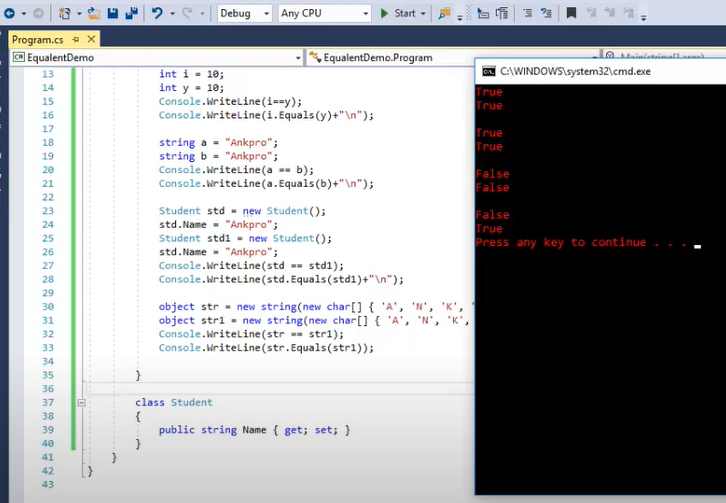 Debug Any CPU Start
Program.cs
EqualentDemo EqualentDemo.Program Main(string[] args)
13 int i = 10;
14 int y = 10;
15 Console.WriteLine(i==y);
16 Console.WriteLine(i.Equals(y)+"\n");
17
18 string a = "Ankpro";
19 string b = "Ankpro";
20 Console.WriteLine(a == b);
21 Console.WriteLine(a.Equals(b)+"\n");
22
23 Student std = new Student();
24 std.Name = "Ankpro";
25 Student std1 = new Student();
26 std.Name = "Ankpro";
27 Console.WriteLine(std == std1);
28 Console.WriteLine(std.Equals(std1)+"\n");
29
30 object str = new string(new char[] { 'A', 'N', 'K',
31 object str1 = new string(new char[] { 'A', 'N', 'K',
32 Console.WriteLine(str == str1);
33 Console.WriteLine(str.Equals(str1));
34
35 }
36
37 class Student
38 {
39 public string Name { get; set; }
40 }
41 }
42 }
43
C:\WINDOWS\system32\cmd.exe
True
True
True
True
False
False
False
True
Press any key to continue . . .